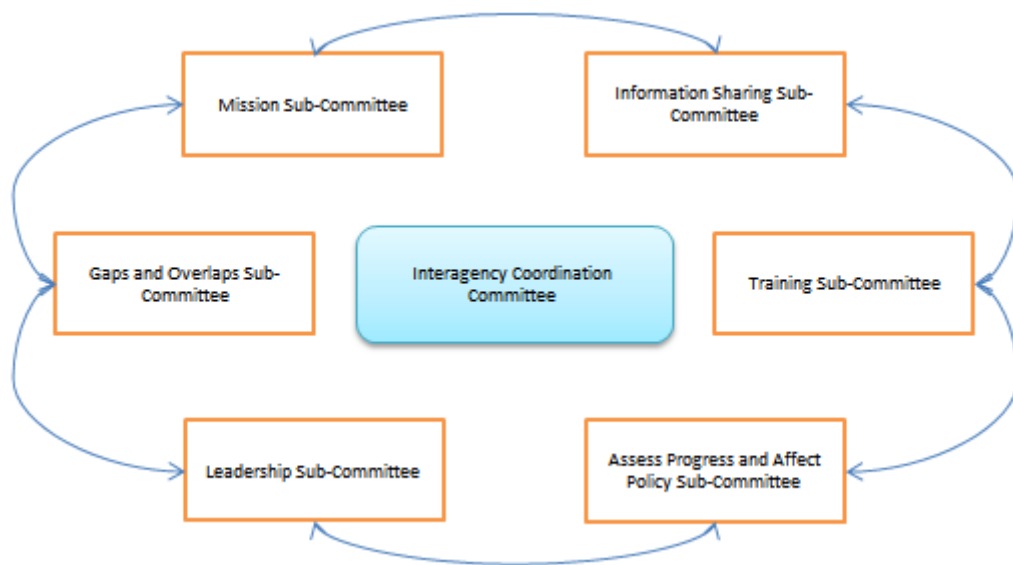 Mission Sub-Committee
Information Sharing Sub-
Committee
Gaps and Overlaps Sub-
Committee
Interagency Coordination
Committee
Training Sub-Committee
Leadership Sub-Committee
Assess Progress and Affect
Policy Sub-Committee